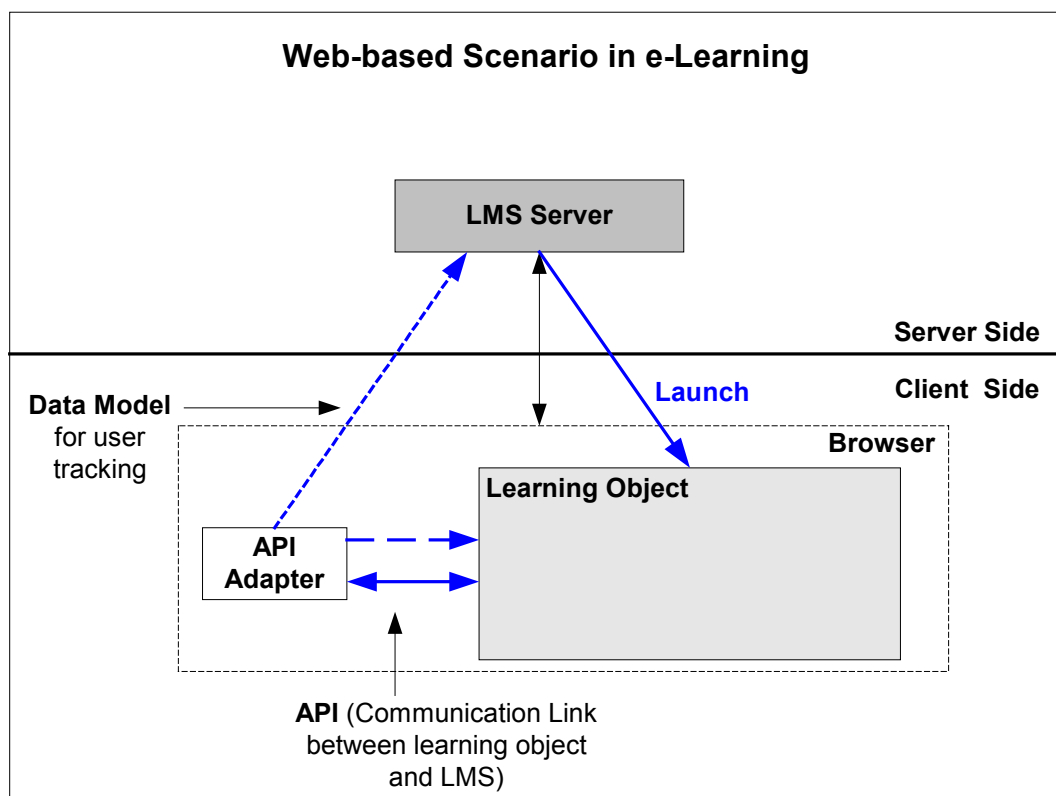 Web-based Scenario in e-Learning
LMS Server
Server Side
Client  Side
Launch
Data Model
for user
tracking
Browser
Learning Object
API
Adapter
API (Communication Link
between learning object
and LMS)